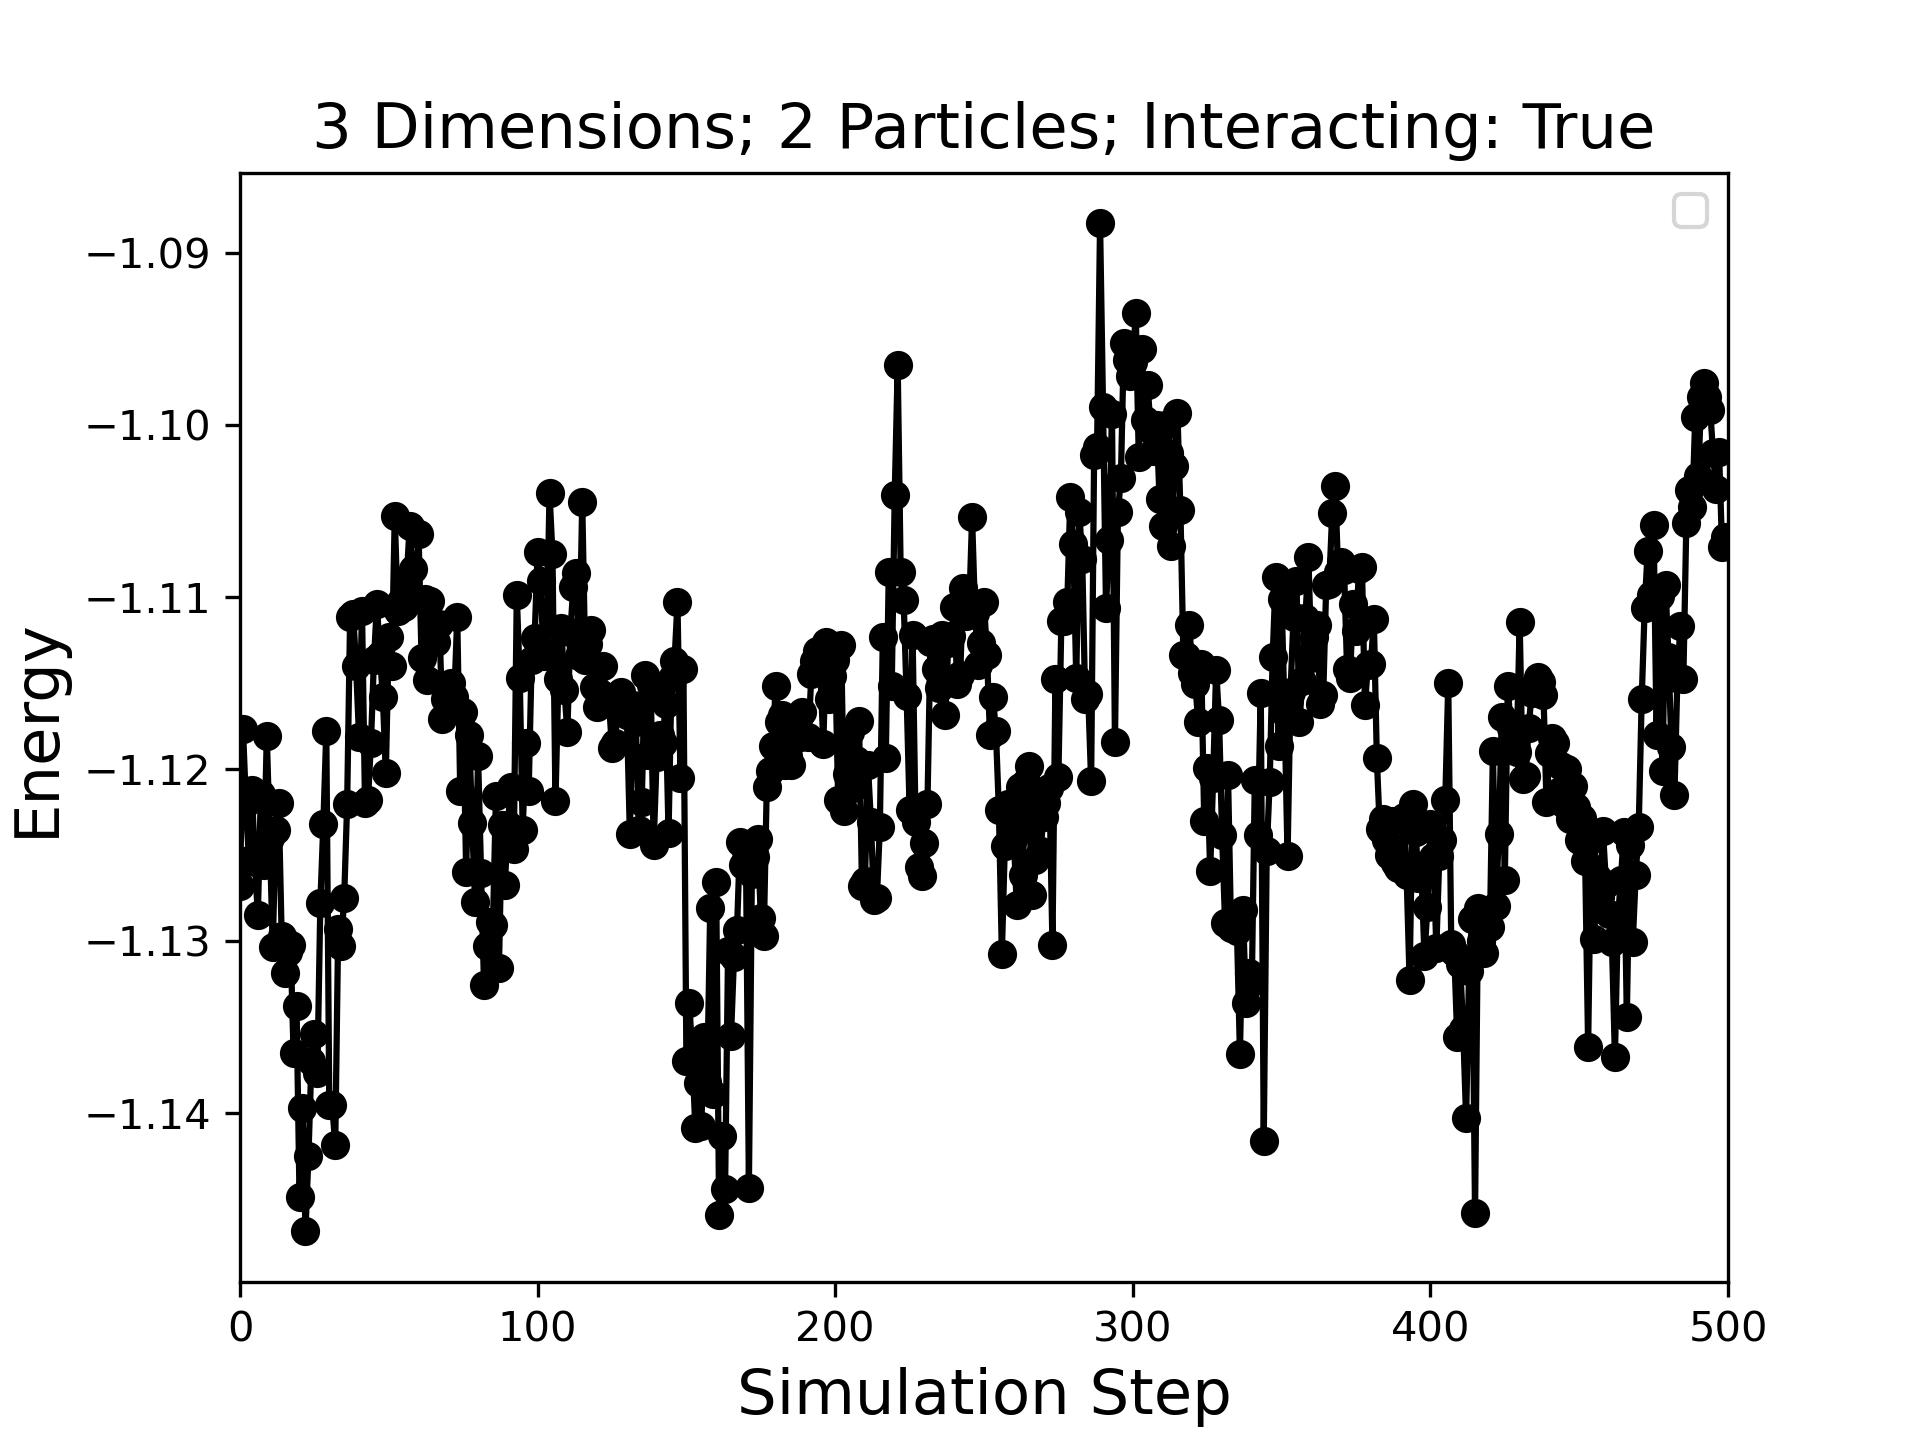 3 Dimensions; 2 Particles; Interacting: True
Energy
−1.09
−1.10
−1.11
−1.12
−1.13
−1.14
0 100 200 300 400 500
Simulation Step